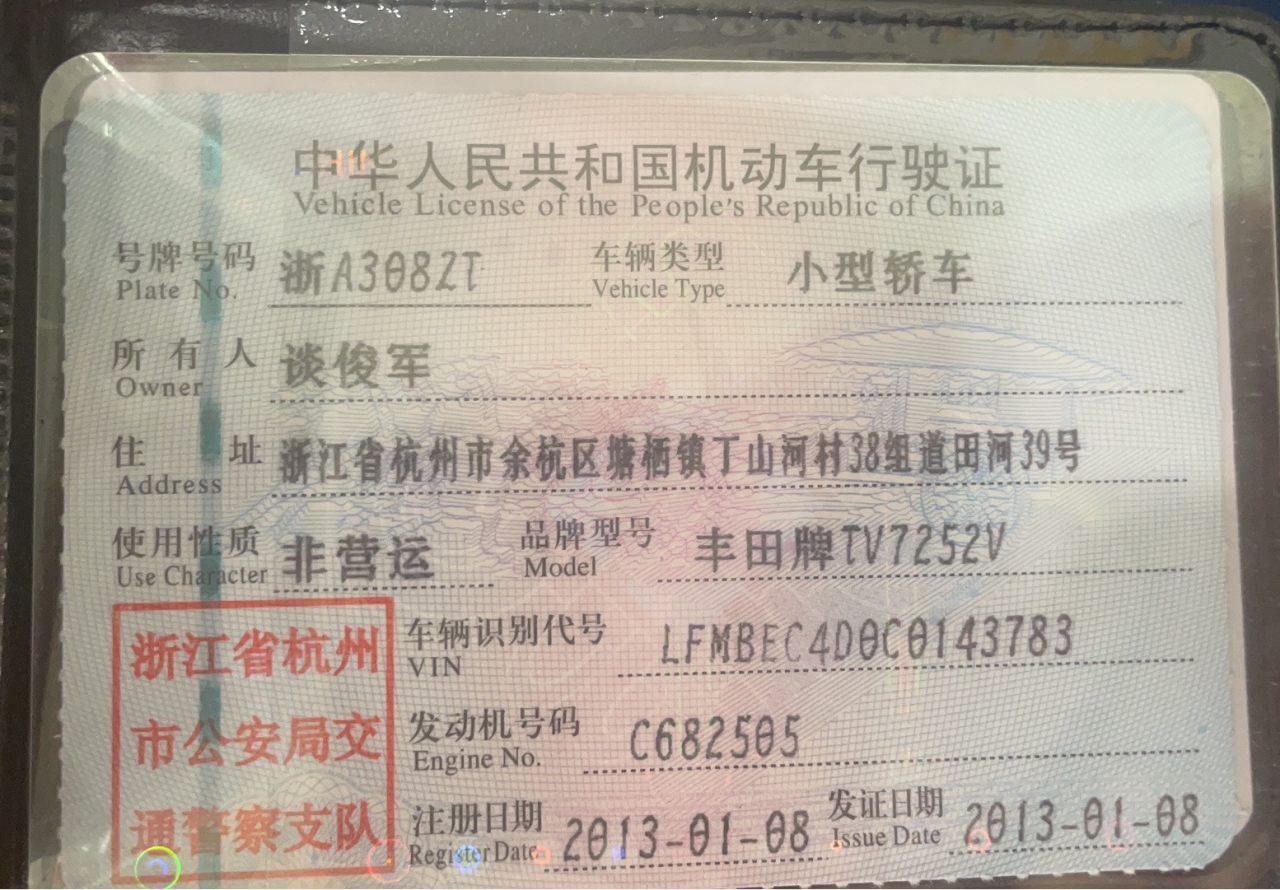 中华人民共和国机动车行驶证
Vehicle License of the People's Republic of China
号牌号码 浙A3082T 车辆类型 小型轿车
Plate No. Vehicle Type
所有人 谈俊军
Owner
住址 浙江省杭州市余杭区塘栖镇丁山河村38组道田河39号
Address
使用性质 非营运 品牌型号 丰田牌TV7252V
Use Character Model
浙江省杭州 车辆识别代号 LFMBEC4D0C0143783
VIN
市公安局交 发动机号码 C682505
Engine No.
通警察支队 注册日期 2013-01-08 发证日期 2013-01-08
Register Date Issue Date